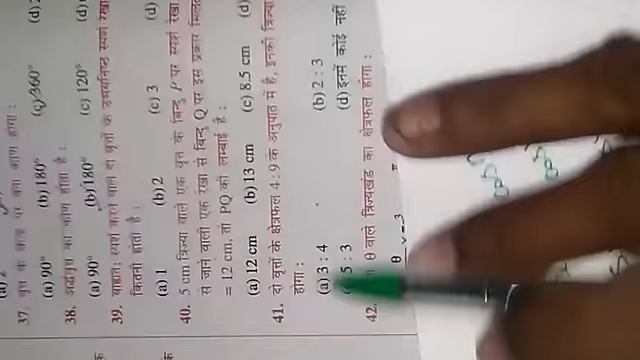 37. वृत्त के केन्द्र पर बना कोण होगा :
(a) 90° (b) 180° (c) 360° (d)
38. अर्द्धवृत्त का कोण होता है :
(a) 90° (b) 180° (c) 120° (d)
39. बाह्यतः स्पर्श करने वाले दो वृत्तों के उभयनिष्ठ स्पर्श रेखा
कितनी होती है :
(a) 1 (b) 2 (c) 3 (d)
40. 5 cm त्रिज्या वाले एक वृत्त के बिन्दु P पर स्पर्श रेखा
से जाने वाली एक रेखा से बिन्दु Q पर इस प्रकार
= 12 cm, तो PQ की लम्बाई है :
(a) 12 cm (b) 13 cm (c) 8.5 cm (d)
41. दो वृत्तों के क्षेत्रफल 4 : 9 के अनुपात में है, इनकी त्रिज्या
होगा :
(a) 3 : 4 (b) 2 : 3
5 : 3 (d) इनमें कोई नहीं
42. θ वाले त्रिज्यखंड का क्षेत्रफल होगा :
θ